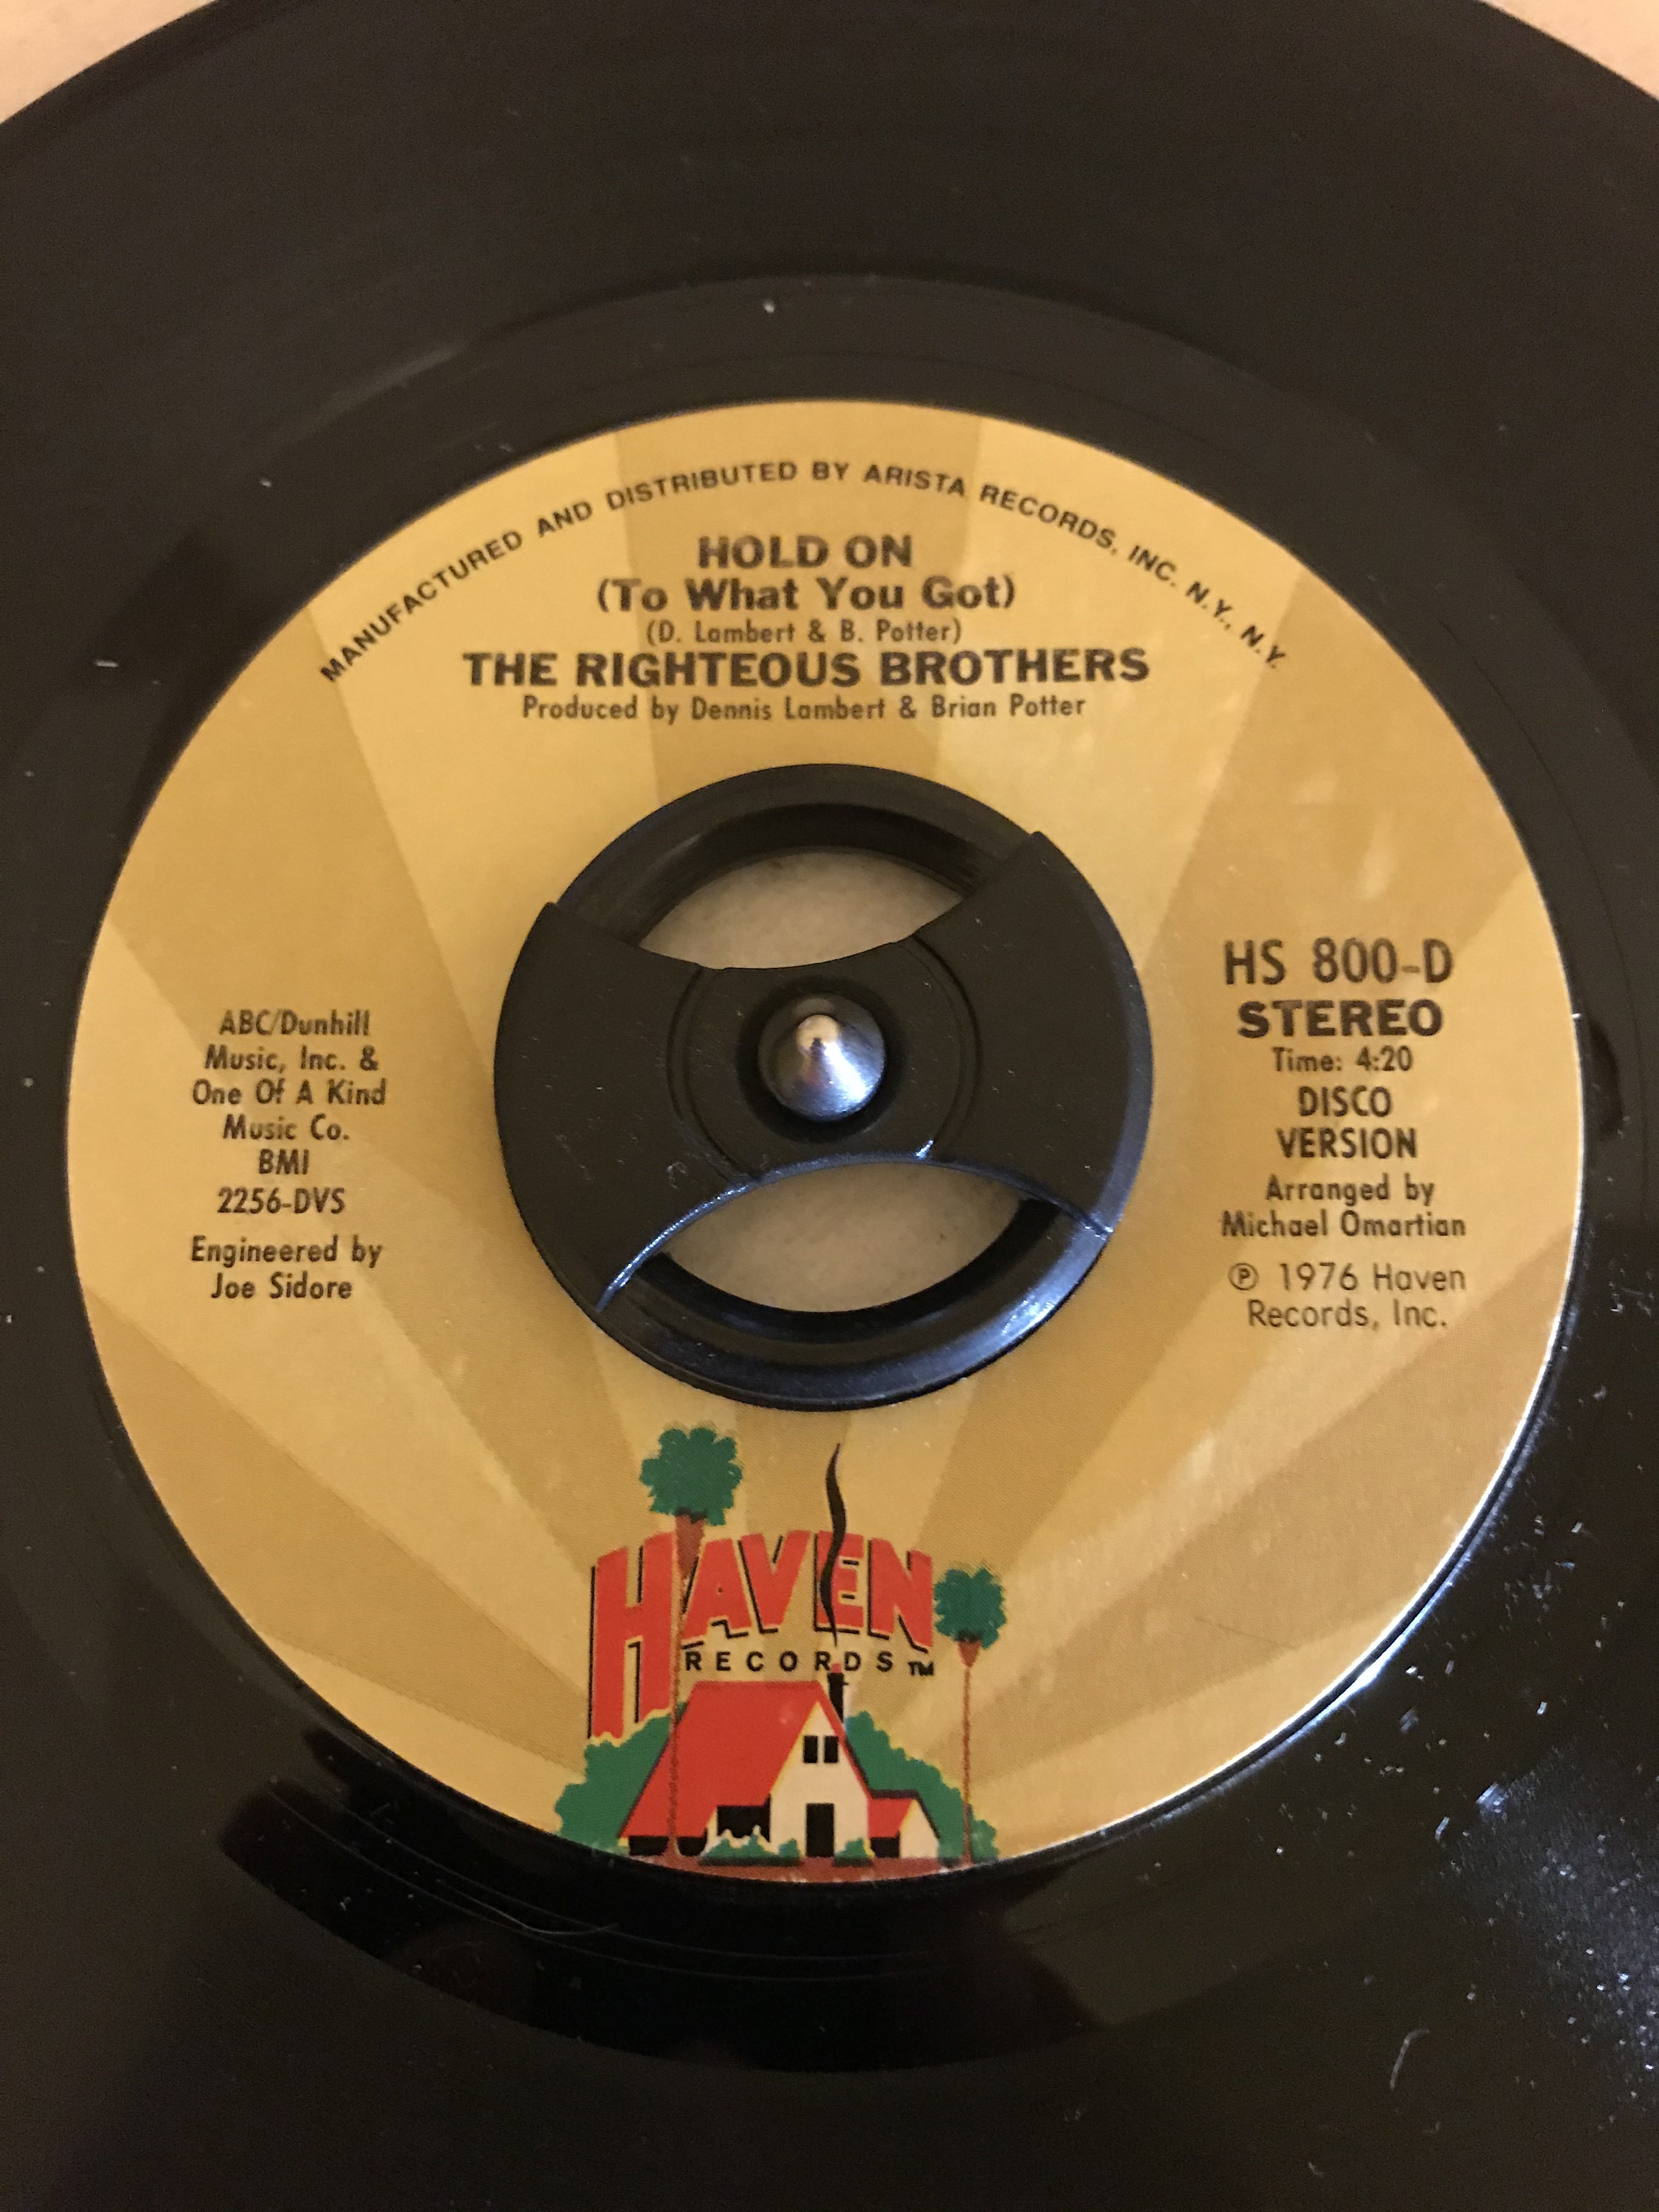 MANUFACTURED AND DISTRIBUTED BY ARISTA RECORDS, INC. N.Y., N.Y.
HOLD ON
(To What You Got)
(D. Lambert & B. Potter)
THE RIGHTEOUS BROTHERS
Produced by Dennis Lambert & Brian Potter
ABC/Dunhill
Music, Inc. &
One Of A Kind
Music Co.
BMI
2256-DVS
Engineered by
Joe Sidore
HS 800-D
STEREO
Time: 4:20
DISCO
VERSION
Arranged by
Michael Omartian
℗ 1976 Haven
Records, Inc.
HAVEN
RECORDS TM